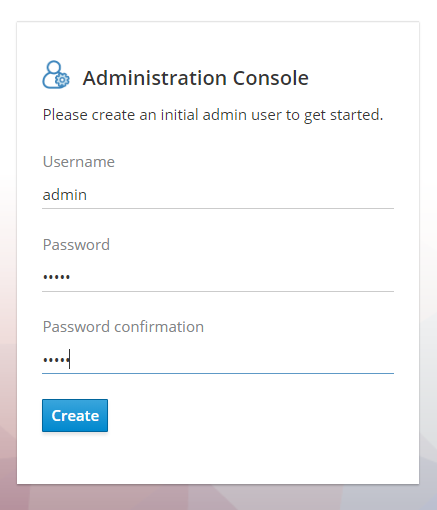 Administration Console
Please create an initial admin user to get started.
Username
admin
Password
•••••
Password confirmation
•••••
Create